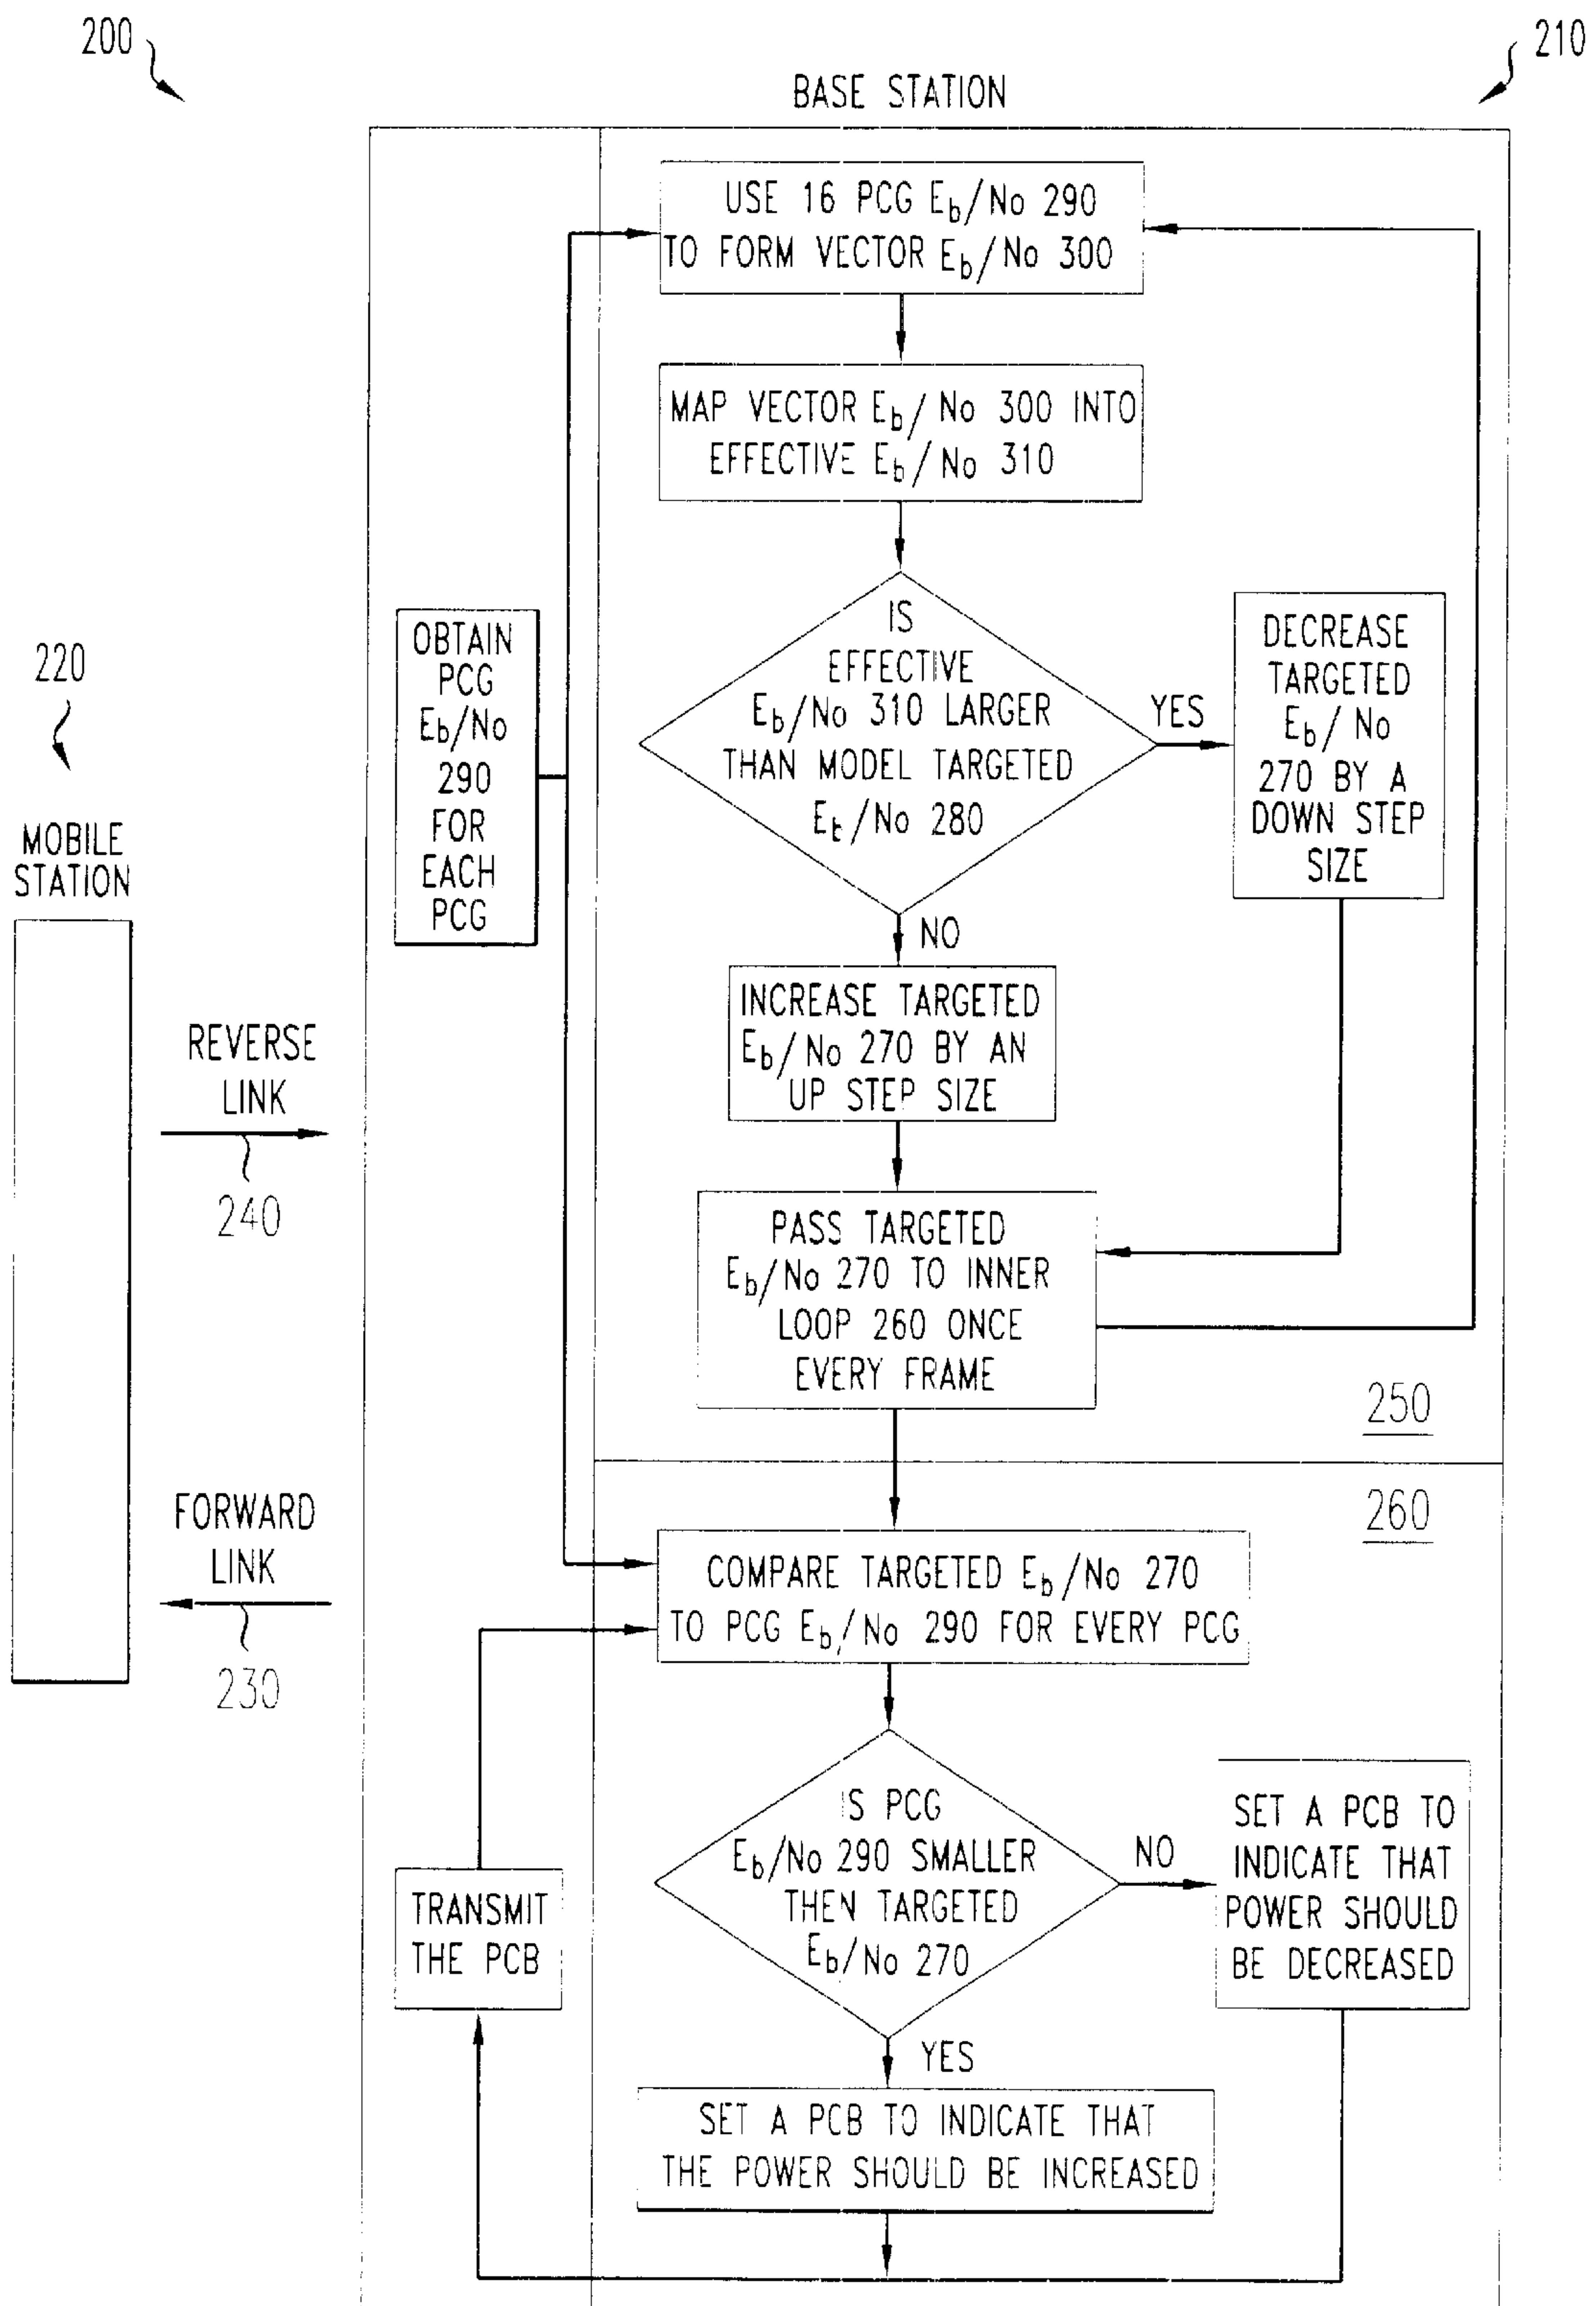 200
210
BASE STATION
USE 16 PCG Eb/No 290
TO FORM VECTOR Eb/No 300
MAP VECTOR Eb/ No 300 INTO
EFFECTIVE Eb/No 310
OBTAIN
PCG
Eb/No
290
FOR
EACH
PCG
IS
EFFECTIVE
Eb/No 310 LARGER
THAN MODEL TARGETED
Et/No 280
YES
DECREASE
TARGETED
Eb/ No
270 BY A
DOWN STEP
SIZE
220
MOBILE
STATION
NO
INCREASE TARGETED
Eb/No 270 BY AN
UP STEP SIZE
REVERSE
LINK
240
PASS TARGETED
Eb/No 270 TO INNER
LOOP 260 ONCE
EVERY FRAME
250
260
FORWARD
LINK
230
COMPARE TARGETED Eb/No 270
TO PCG Eb/No 290 FOR EVERY PCG
IS PCG
Eb/No 290 SMALLER
THEN TARGETED
Eb/No 270
NO
SET A PCB TO
INDICATE THAT
POWER SHOULD
BE DECREASED
TRANSMIT
THE PCB
YES
SET A PCB TO INDICATE THAT
THE POWER SHOULD BE INCREASED